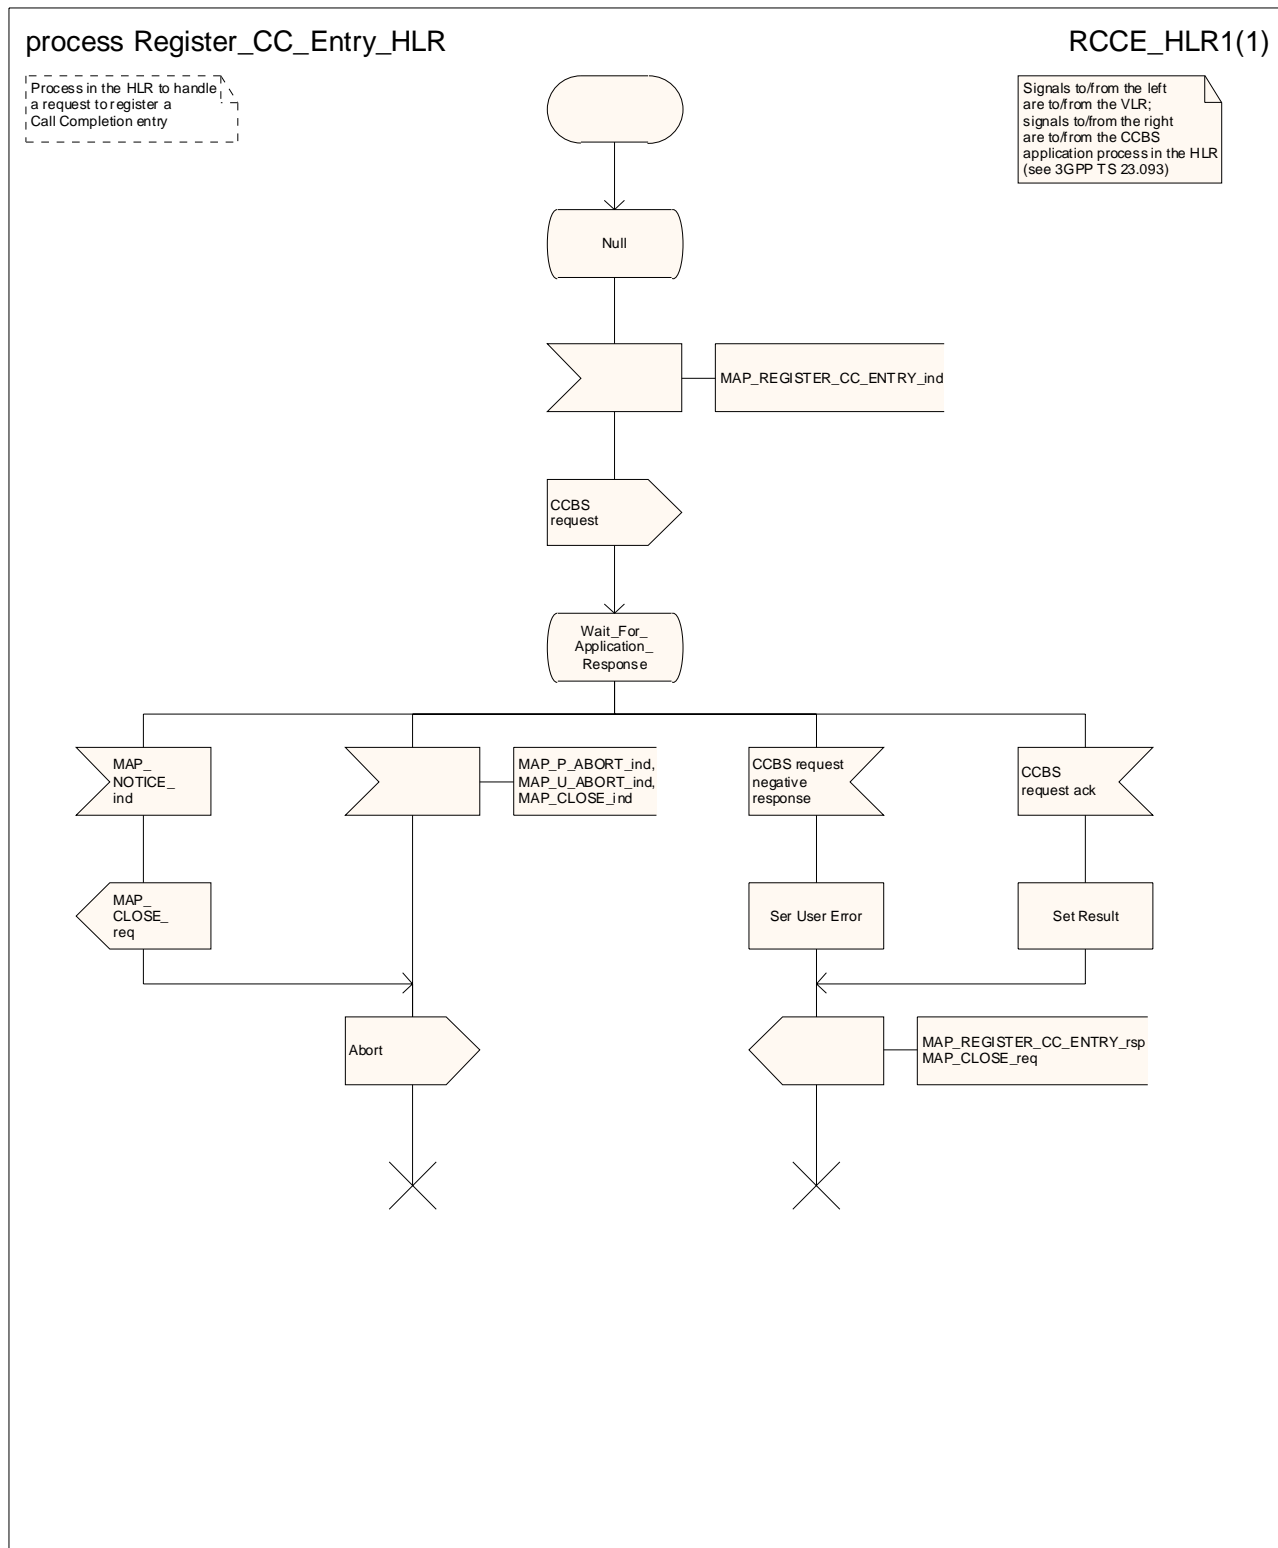 process Register_CC_Entry_HLR
RCCE_HLR1(1)
Process in the HLR to handle
a request to register a
Call Completion entry
Signals to/from the left
are to/from the VLR;
signals to/from the right
are to/from the CCBS
application process in the HLR
(see 3GPP TS 23.093)
Null
MAP_REGISTER_CC_ENTRY_ind
CCBS
request
Wait_For_
Application_
Response
MAP_
NOTICE_
ind
MAP_P_ABORT_ind,
MAP_U_ABORT_ind,
MAP_CLOSE_ind
CCBS request
negative
response
CCBS
request ack
MAP_
CLOSE_
req
Ser User Error
Set Result
Abort
MAP_REGISTER_CC_ENTRY_rsp
MAP_CLOSE_req